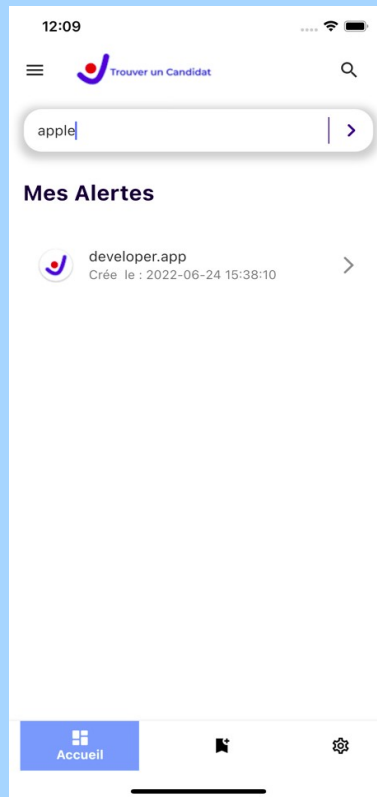 12:09
Trouver un Candidat
apple
Mes Alertes
developer.app
Crée le : 2022-06-24 15:38:10
Accueil